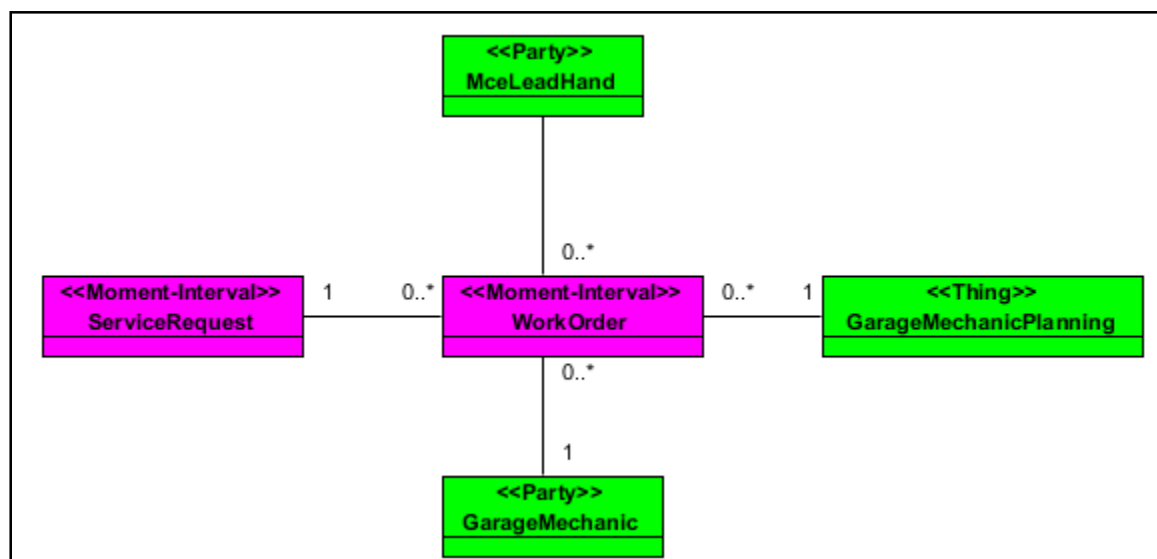 <<Party>>
MceLeadHand
0..*
<<Moment-Interval>>
ServiceRequest
1
0..*
<<Moment-Interval>>
WorkOrder
0..*
1
<<Thing>>
GarageMechanicPlanning
0..*
1
<<Party>>
GarageMechanic